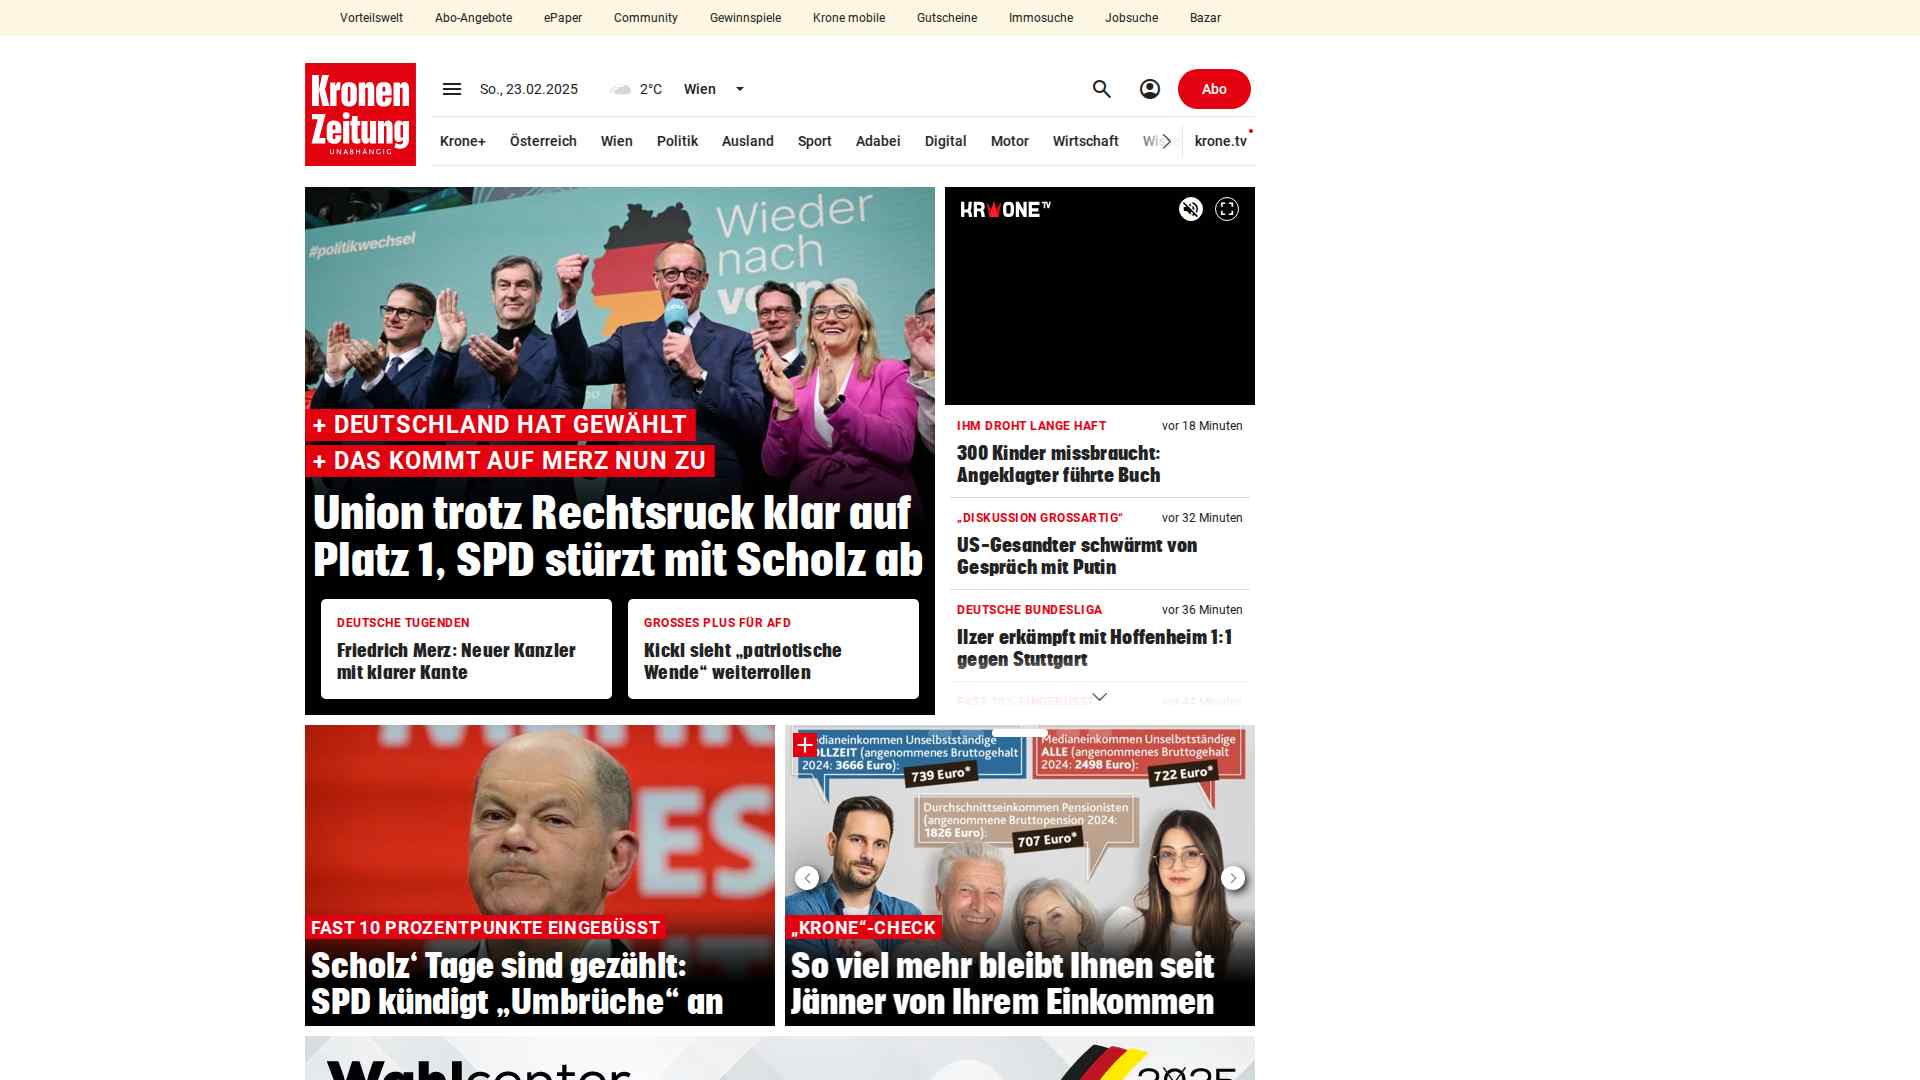 Vorteilswelt Abo-Angebote ePaper Community Gewinnspiele Krone mobile Gutscheine Immosuche Jobsuche Bazar
Kronen
Zeitung
UNABHÄNGIG
So., 23.02.2025 2°C Wien
Abo
Krone+ Österreich Wien Politik Ausland Sport Adabei Digital Motor Wirtschaft krone.tv
#politikwechsel
Wieder
nach
vorne
CDU
+ DEUTSCHLAND HAT GEWÄHLT
+ DAS KOMMT AUF MERZ NUN ZU
Union trotz Rechtsruck klar auf
Platz 1, SPD stürzt mit Scholz ab
DEUTSCHE TUGENDEN
Friedrich Merz: Neuer Kanzler
mit klarer Kante
GROSSES PLUS FÜR AFD
Kickl sieht „patriotische
Wende“ weiterrollen
KRONE TV
IHM DROHT LANGE HAFT vor 18 Minuten
300 Kinder missbraucht:
Angeklagter führte Buch
„DISKUSSION GROSSARTIG“ vor 32 Minuten
US-Gesandter schwärmt von
Gespräch mit Putin
DEUTSCHE BUNDESLIGA vor 36 Minuten
Ilzer erkämpft mit Hoffenheim 1:1
gegen Stuttgart
FAST 10% EINGEBÜSST vor 44 Minuten
ES
FAST 10 PROZENTPUNKTE EINGEBÜSST
Scholz‘ Tage sind gezählt:
SPD kündigt „Umbrüche“ an
Medianeinkommen Unselbstständige
VOLLZEIT (angenommenes Bruttogehalt
2024: 3666 Euro):
739 Euro*
Medianeinkommen Unselbstständige
ALLE (angenommenes Bruttogehalt
2024: 2498 Euro):
722 Euro*
Durchschnittseinkommen Pensionisten
(angenommene Bruttopension 2024:
1826 Euro):
707 Euro*
„KRONE“-CHECK
So viel mehr bleibt Ihnen seit
Jänner von Ihrem Einkommen
Wahlcenter
2025